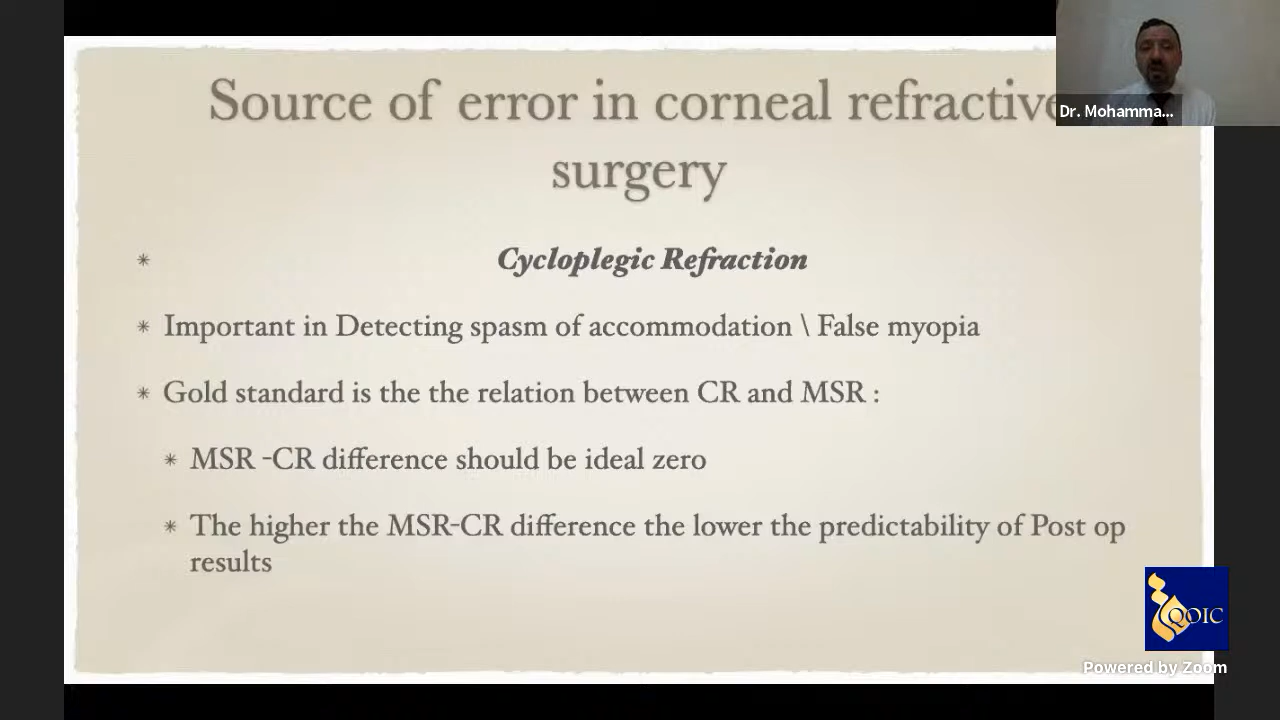 Source of error in corneal refractive
surgery
Dr. Mohamma...
* Cycloplegic Refraction
* Important in Detecting spasm of accommodation \ False myopia
* Gold standard is the the relation between CR and MSR :
* MSR -CR difference should be ideal zero
* The higher the MSR-CR difference the lower the predictability of Post op
results
QOIC
Powered by Zoom